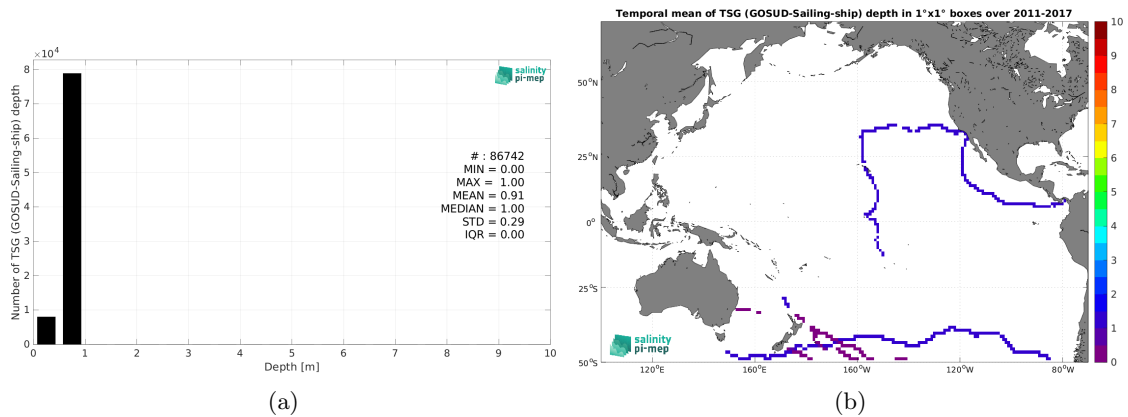 ×10⁴
8
7
6
5
4
3
2
1
0
Number of TSG (GOSUD-Sailing-ship) depth
salinity
pi-mep
# : 86742
MIN = 0.00
MAX = 1.00
MEAN = 0.91
MEDIAN = 1.00
STD = 0.29
IQR = 0.00
0 1 2 3 4 5 6 7 8 9 10
Depth [m]
(a)
Temporal mean of TSG (GOSUD-Sailing-ship) depth in 1°x1° boxes over 2011-2017
50°N
25°N
0°
25°S
50°S
120°E 160°E 160°W 120°W 80°W
salinity
pi-mep
10
9
8
7
6
5
4
3
2
1
0
(b)